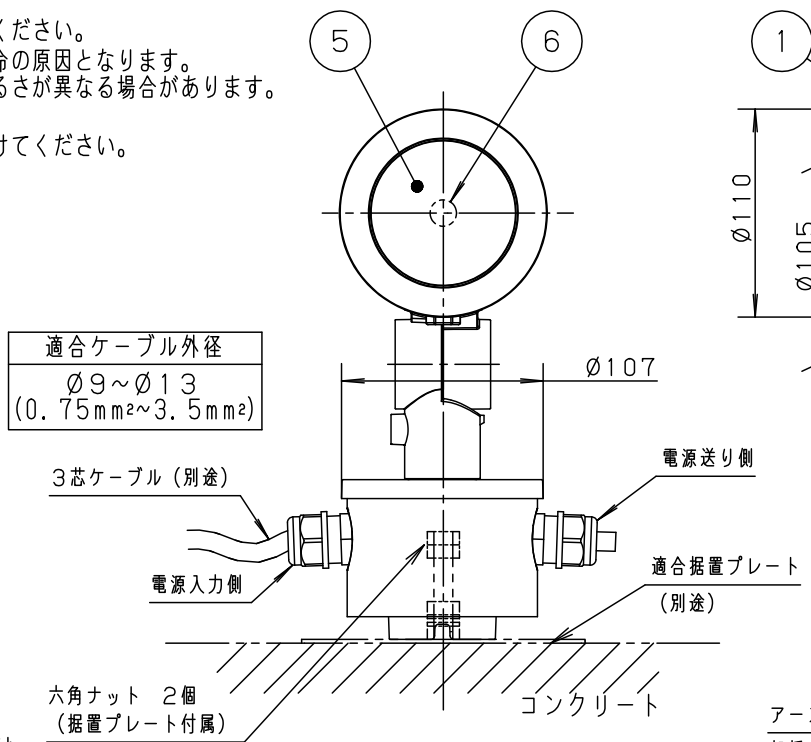 ください。
命の原因となります。
るさが異なる場合があります。
けてください。
5
6
1
Ø110
Ø105
適合ケーブル外径
Ø9~Ø13
(0.75mm²~3.5mm²)
Ø107
3芯ケーブル (別途)
電源送り側
電源入力側
適合据置プレート
(別途)
六角ナット 2個
(据置プレート付属)
コンクリート
アー